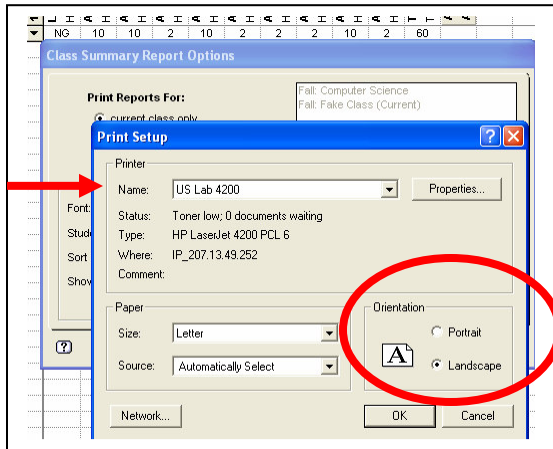 NG 10 10 2 10 2 2 10 2 60
Class Summary Report Options
Print Reports For:
current class only
Fall: Computer Science
Fall: Fake Class (Current)
Print Setup
Printer
Name: US Lab 4200 Properties...
Status: Toner low; 0 documents waiting
Type: HP LaserJet 4200 PCL 6
Where: IP_207.13.49.252
Comment:
Font:
Stude
Sort
Show
Paper
Size: Letter
Source: Automatically Select
Orientation
A
Portrait
Landscape
Network... OK Cancel